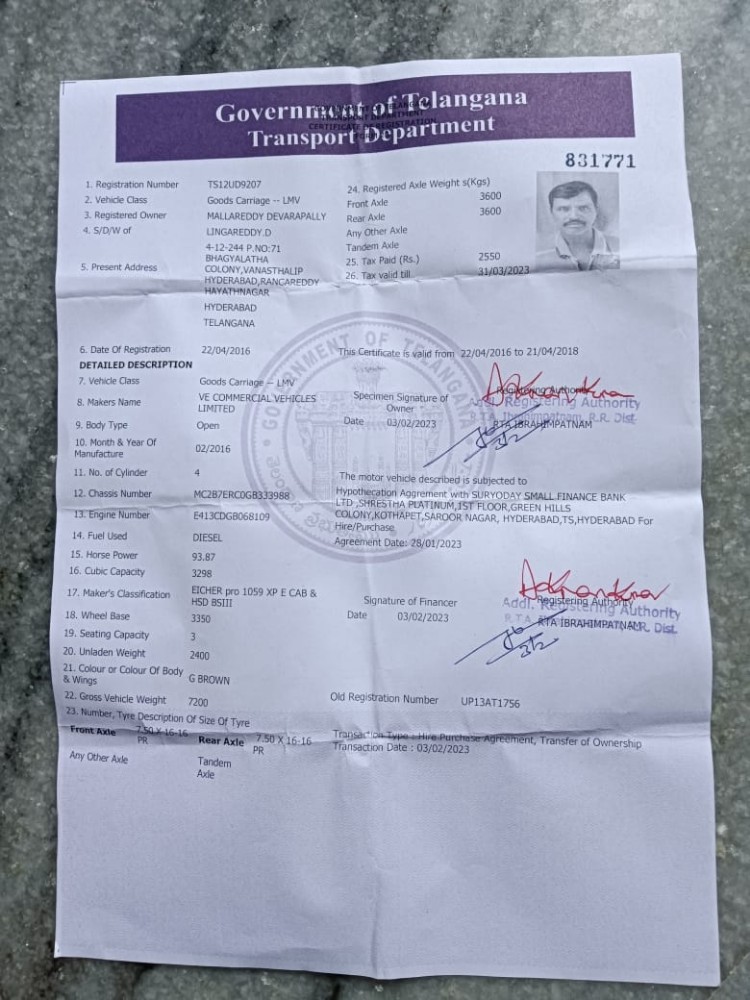 Government of Telangana
Transport Department
831771
1. Registration Number TS12UD9207
2. Vehicle Class Goods Carriage -- LMV
3. Registered Owner MALLAREDDY DEVARAPALLY
4. S/D/W of LINGAREDDY.D
5. Present Address 4-12-244 P.NO:71
BHAGYALATHA
COLONY,VANASTHALIP
HYDERABAD,RANCAREDDY
HAYATHNAGAR
HYDERABAD
TELANGANA
24. Registered Axle Weight s(Kgs)
Front Axle 3600
Rear Axle 3600
Any Other Axle
Tandem Axle
25. Tax Paid (Rs.) 2550
26. Tax valid till 31/03/2023
6. Date Of Registration 22/04/2016
This Certificate is valid from 22/04/2016 to 21/04/2018
DETAILED DESCRIPTION
7. Vehicle Class Goods Carriage -- LMV
8. Makers Name VE COMMERCIAL VEHICLES
LIMITED
9. Body Type Open
10. Month & Year Of
Manufacture 02/2016
11. No. of Cylinder 4
12. Chassis Number MC2B7ERC0GB333988
13. Engine Number E413CDGB068109
14. Fuel Used DIESEL
15. Horse Power 93.87
16. Cubic Capacity 3298
17. Maker's Classification EICHER pro 1059 XP E CAB &
HSD BSIII
18. Wheel Base 3350
19. Seating Capacity 3
20. Unladen Weight 2400
21. Colour or Colour Of Body
& Wings G BROWN
22. Gross Vehicle Weight 7200
23. Number, Tyre Description Of Size Of Tyre
Front Axle 7.50 X 16-16
PR
Rear Axle 7.50 X 16-16
PR
Any Other Axle
Tandem
Axle
Specimen Signature of
Owner
Date 03/02/2023
Registering Authority
Addl. Registering Authority
R.T.A. Ibrahimpatnam, R.R. Dist.
RTA IBRAHIMPATNAM
The motor vehicle described is subjected to
Hypothecation Aggrement with SURYODAY SMALL FINANCE BANK
LTD ,SHRESTHA PLATINUM,1ST FLOOR,GREEN HILLS
COLONY,KOTHAPET,SAROOR NAGAR, HYDERABAD,TS,HYDERABAD For
Hire/Purchase
Agreement Date: 28/01/2023
Signature of Financer
Date 03/02/2023
Registering Authority
Addl. Registering Authority
RTA IBRAHIMPATNAM
R.R. Dist.
Old Registration Number UP13AT1756
Transaction Type : Hire Purchase Agreement, Transfer of Ownership
Transaction Date : 03/02/2023
GOVERNMENT OF TELANGANA